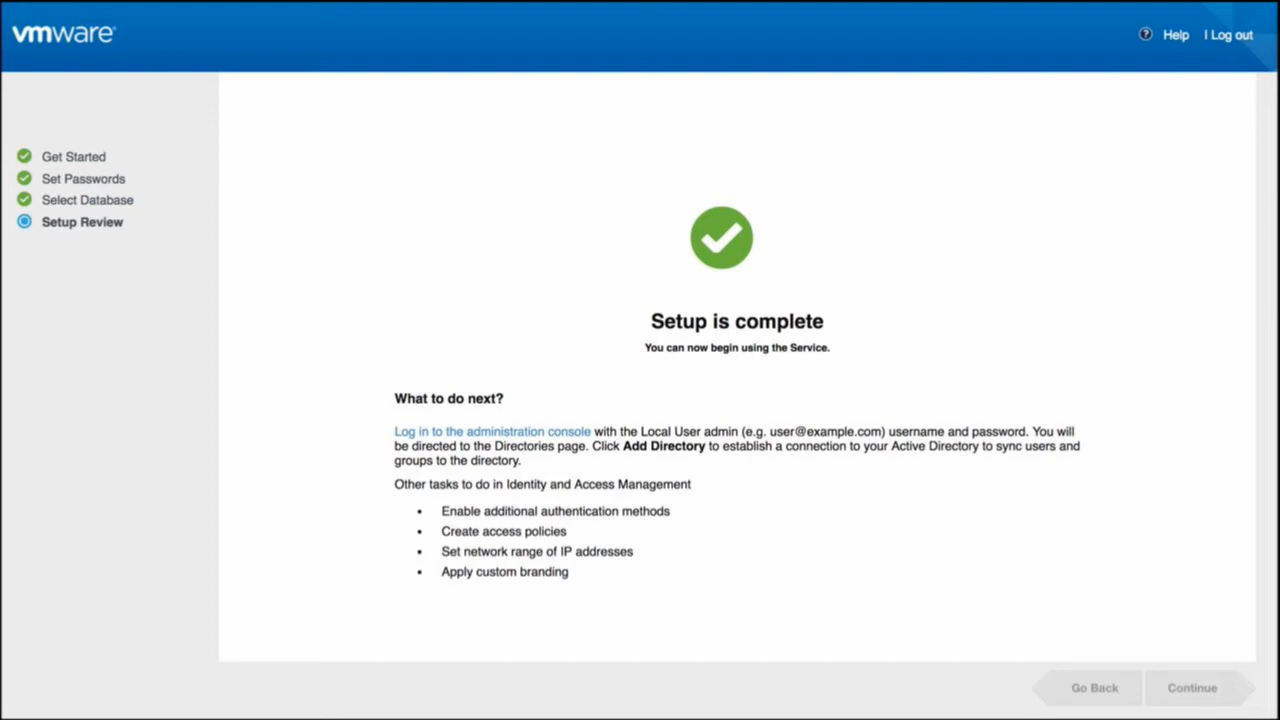 vmware
? Help | Log out
Get Started
Set Passwords
Select Database
Setup Review
Setup is complete
You can now begin using the Service.
What to do next?
Log in to the administration console with the Local User admin (e.g. user@example.com) username and password. You will
be directed to the Directories page. Click Add Directory to establish a connection to your Active Directory to sync users and
groups to the directory.
Other tasks to do in Identity and Access Management
• Enable additional authentication methods
• Create access policies
• Set network range of IP addresses
• Apply custom branding
Go Back Continue